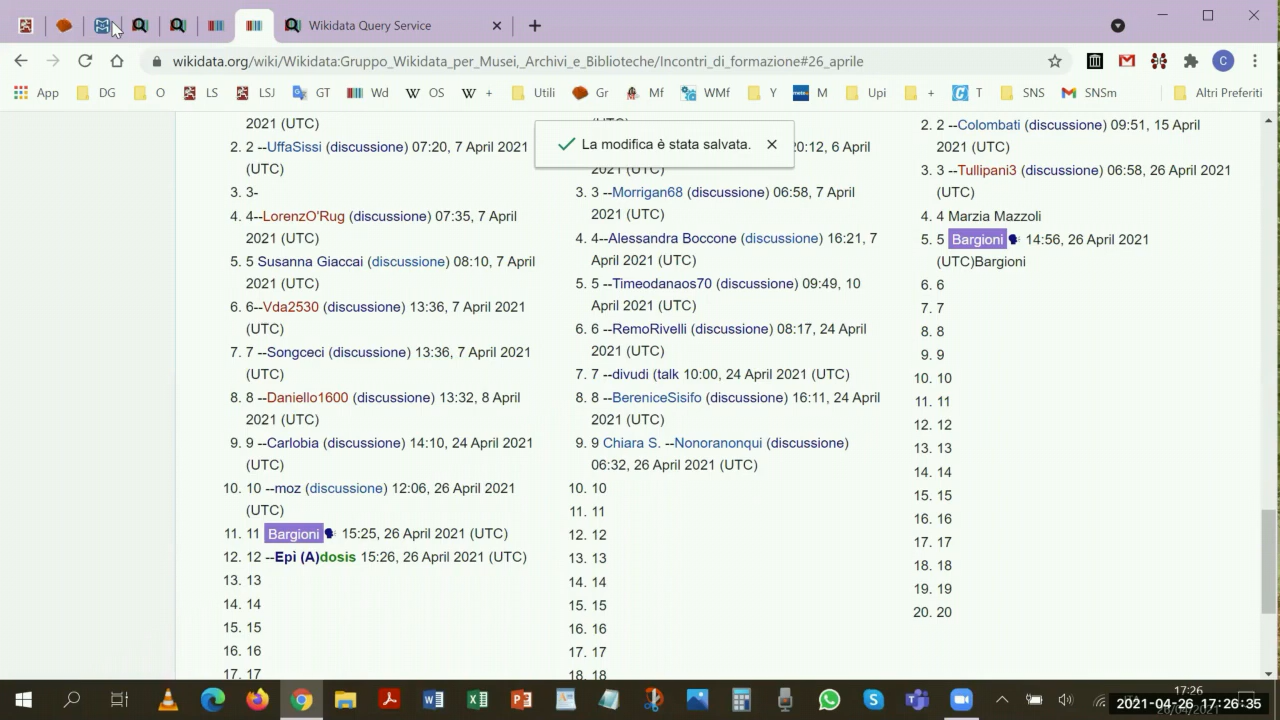 Wikidata Query Service
wikidata.org/wiki/Wikidata:Gruppo_Wikidata_per_Musei,_Archivi_e_Biblioteche/Incontri_di_formazione#26_aprile
C
App DG O LS LSJ GT Wd OS + Utili Gr Mf WMf Y M Upi + T SNS SNSm Altri Preferiti
La modifica è stata salvata.
2021 (UTC)
2. 2 --UffaSissi (discussione) 07:20, 7 April 2021
(UTC)
3. 3-
4. 4--LorenzO'Rug (discussione) 07:35, 7 April
2021 (UTC)
5. 5 Susanna Giaccai (discussione) 08:10, 7 April
2021 (UTC)
6. 6--Vda2530 (discussione) 13:36, 7 April 2021
(UTC)
7. 7 --Songceci (discussione) 13:36, 7 April 2021
(UTC)
8. 8 --Daniello1600 (discussione) 13:32, 8 April
2021 (UTC)
9. 9 --Carlobia (discussione) 14:10, 24 April 2021
(UTC)
10. 10 --moz (discussione) 12:06, 26 April 2021
(UTC)
11. 11 Bargioni 15:25, 26 April 2021 (UTC)
12. 12 --Epì (A)dosis 15:26, 26 April 2021 (UTC)
13. 13
14. 14
15. 15
16. 16
17. 17
20:12, 6 April
2021 (UTC)
3. 3 --Morrigan68 (discussione) 06:58, 7 April
2021 (UTC)
4. 4--Alessandra Boccone (discussione) 16:21, 7
April 2021 (UTC)
5. 5 --Timeodanaos70 (discussione) 09:49, 10
April 2021 (UTC)
6. 6 --RemoRivelli (discussione) 08:17, 24 April
2021 (UTC)
7. 7 --divudi (talk 10:00, 24 April 2021 (UTC)
8. 8 --BereniceSisifo (discussione) 16:11, 24 April
2021 (UTC)
9. 9 Chiara S. --Nonoranonqui (discussione)
06:32, 26 April 2021 (UTC)
10. 10
11. 11
12. 12
13. 13
14. 14
15. 15
16. 16
17. 17
18. 18
2. 2 --Colombati (discussione) 09:51, 15 April
2021 (UTC)
3. 3 --Tullipani3 (discussione) 06:58, 26 April 2021
(UTC)
4. 4 Marzia Mazzoli
5. 5 Bargioni 14:56, 26 April 2021
(UTC)Bargioni
6. 6
7. 7
8. 8
9. 9
10. 10
11. 11
12. 12
13. 13
14. 14
15. 15
16. 16
17. 17
18. 18
19. 19
20. 20
17:26
2021-04-26 17:26:35